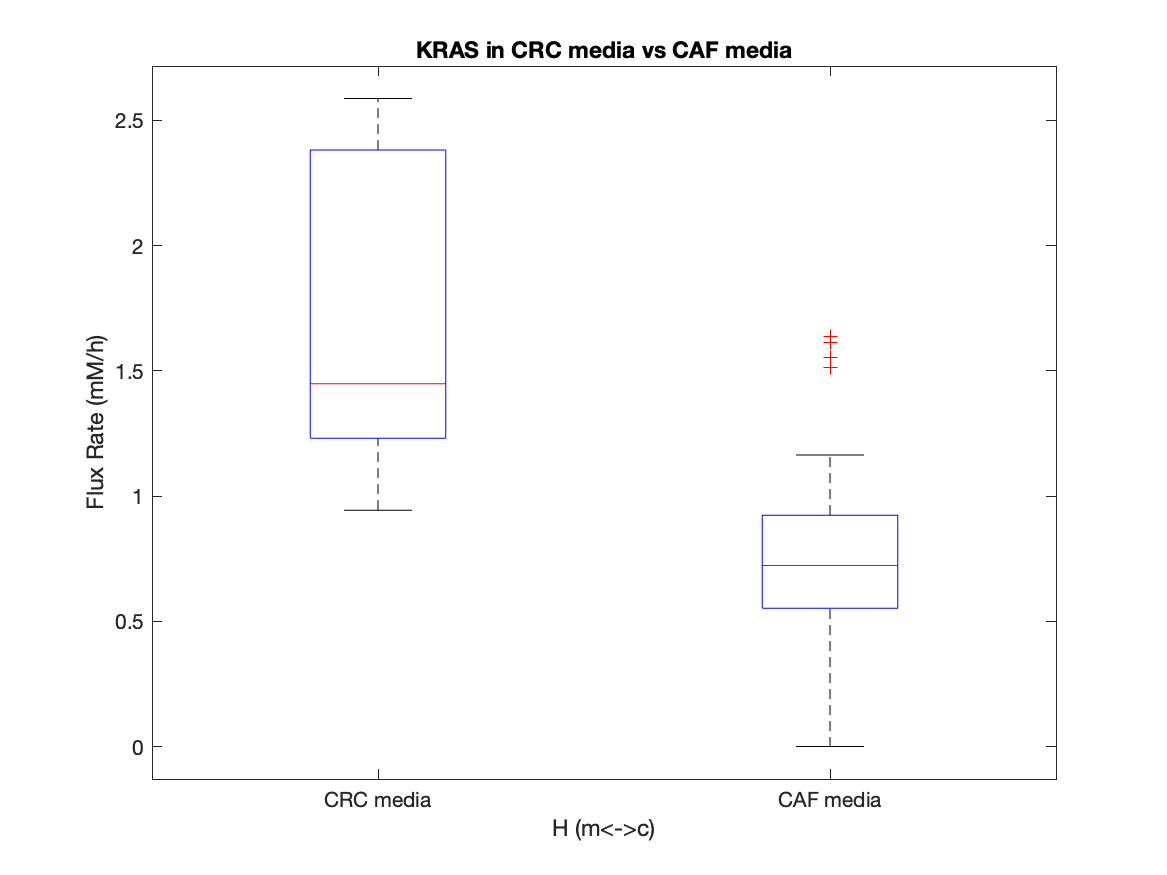 KRAS in CRC media vs CAF media
Flux Rate (mM/h)
2.5
2
1.5
1
0.5
0
CRC media
CAF media
H (m<->c)